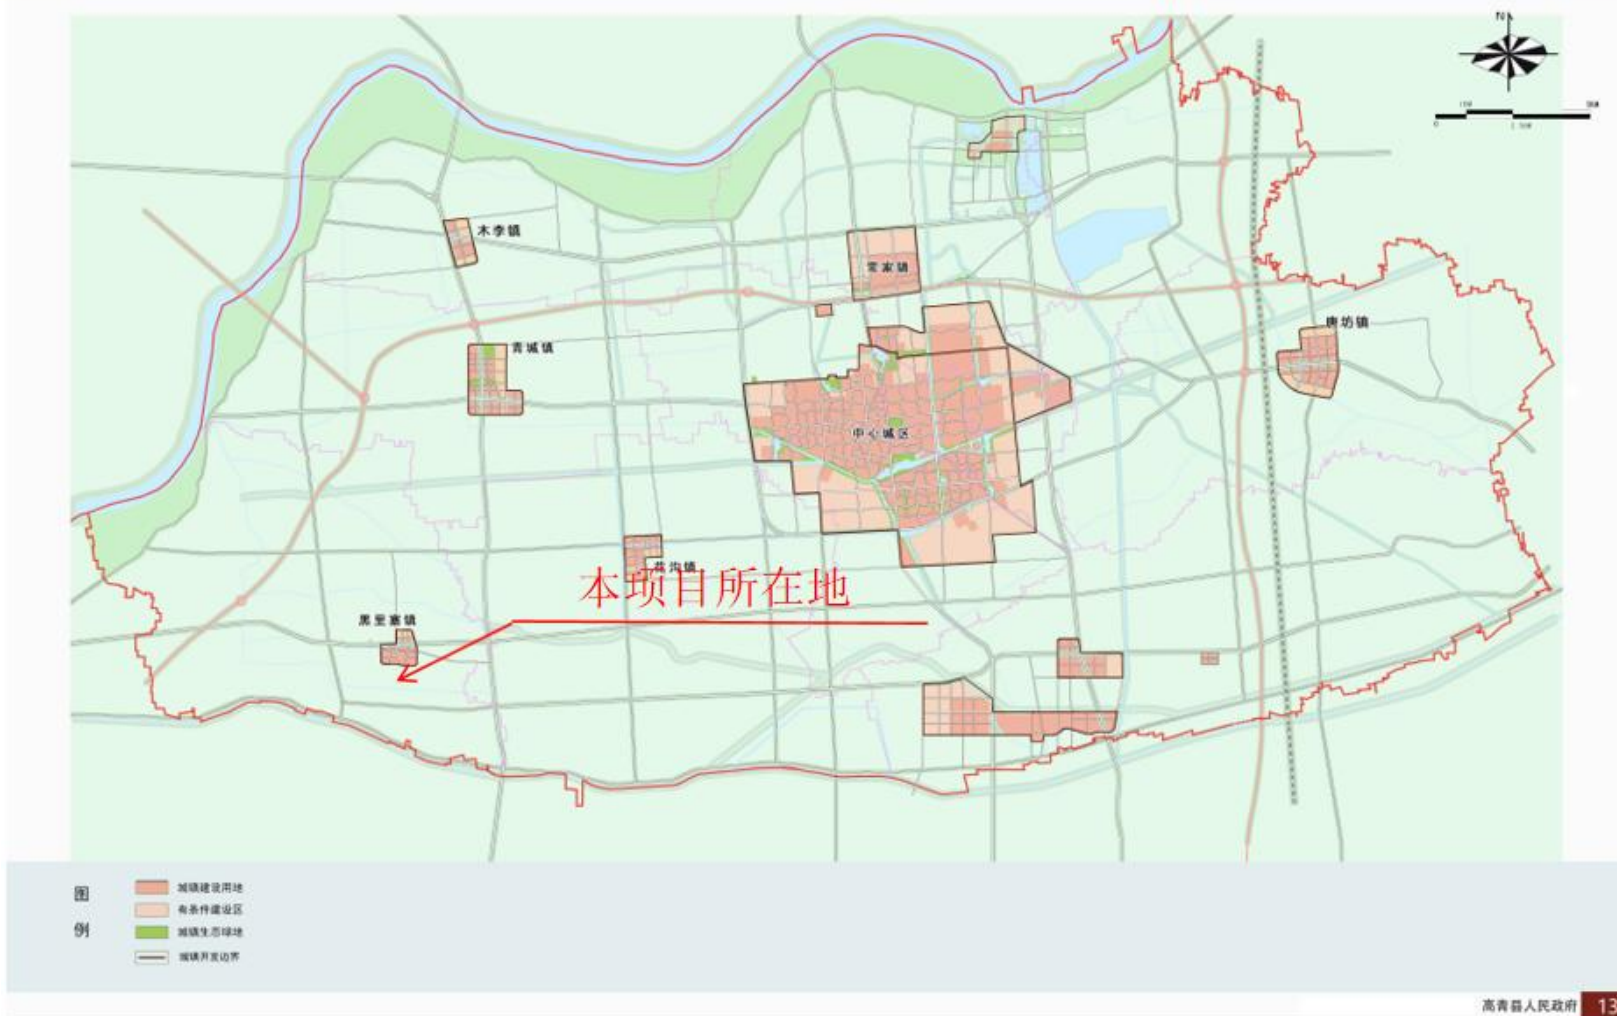 N
木李镇
常家镇
唐坊镇
青城镇
中心城区
花沟镇
本项目所在地
黑里寨镇
图例
城镇建设用地
有条件建设区
城镇生态绿地
城镇开发边界
高青县人民政府 13